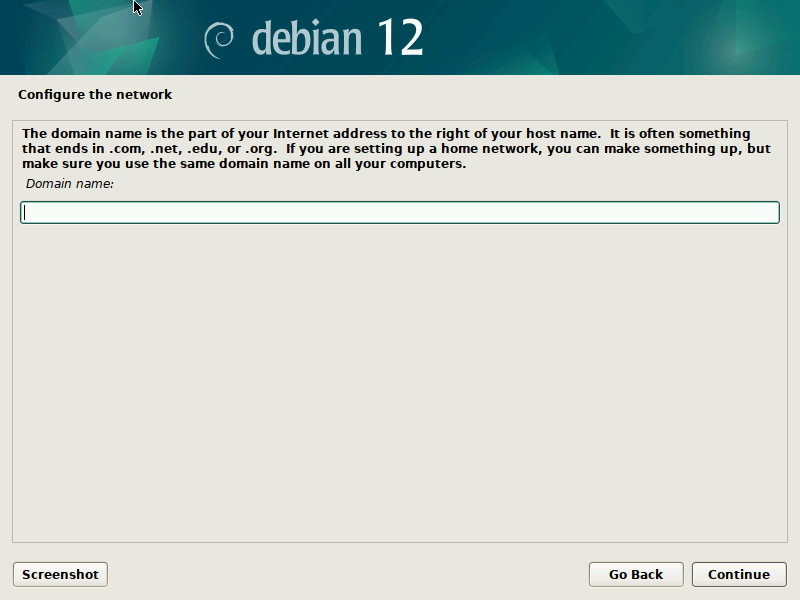 debian 12
Configure the network
The domain name is the part of your Internet address to the right of your host name.  It is often something
that ends in .com, .net, .edu, or .org.  If you are setting up a home network, you can make something up, but
make sure you use the same domain name on all your computers.
Domain name:
Screenshot
Go Back
Continue